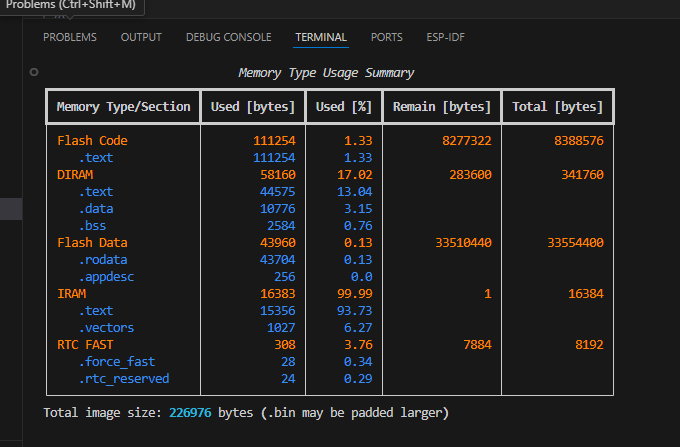 Problems (Ctrl+Shift+M)
PROBLEMS OUTPUT DEBUG CONSOLE TERMINAL PORTS ESP-IDF
Memory Type Usage Summary
Memory Type/Section Used [bytes] Used [%] Remain [bytes] Total [bytes]
Flash Code 111254 1.33 8277322 8388576
.text 111254 1.33
DIRAM 58160 17.02 283600 341760
.text 44575 13.04
.data 10776 3.15
.bss 2584 0.76
Flash Data 43960 0.13 33510440 33554400
.rodata 43704 0.13
.appdesc 256 0.0
IRAM 16383 99.99 1 16384
.text 15356 93.73
.vectors 1027 6.27
RTC FAST 308 3.76 7884 8192
.force_fast 28 0.34
.rtc_reserved 24 0.29
Total image size: 226976 bytes (.bin may be padded larger)